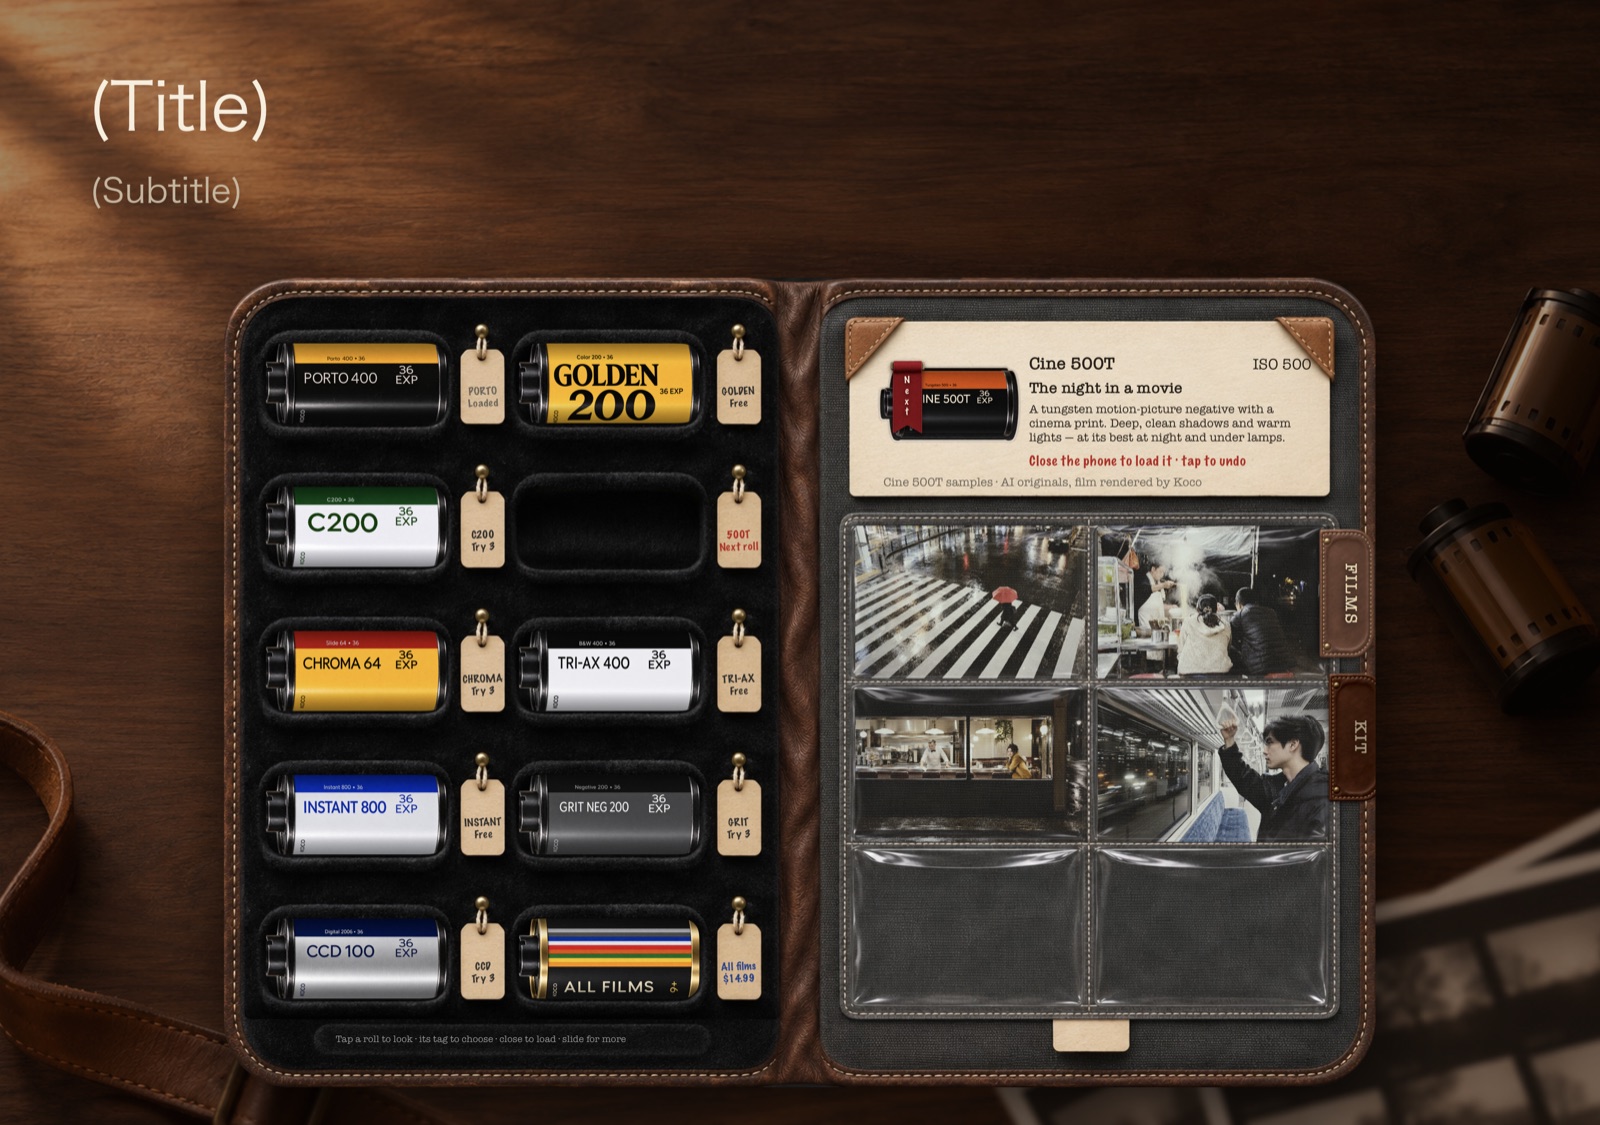 (Title)
(Subtitle)
Porto 400 • 36
PORTO 400
36
EXP
PORTO
Loaded
Color 200 • 36
GOLDEN
200
36 EXP
GOLDEN
Free
C200 • 36
C200
36
EXP
C200
Try 3
500T
Next roll
Slide 64 • 36
CHROMA 64
36
EXP
CHROMA
Try 3
B&W 400 • 36
TRI-AX 400
36
EXP
TRI-AX
Free
Instant 800 • 36
INSTANT 800
36
EXP
INSTANT
Free
Negative 200 • 36
GRIT NEG 200
36
EXP
GRIT
Try 3
Digital 2006 • 36
CCD 100
36
EXP
CCD
Try 3
ALL FILMS
9+
All films
$14.99
Tap a roll to look · its tag to choose · close to load · slide for more
Next
INE 500T
36
EXP
Cine 500T
ISO 500
The night in a movie
A tungsten motion-picture negative with a
cinema print. Deep, clean shadows and warm
lights — at its best at night and under lamps.
Close the phone to load it · tap to undo
Cine 500T samples · AI originals, film rendered by Koco
FILMS
KIT